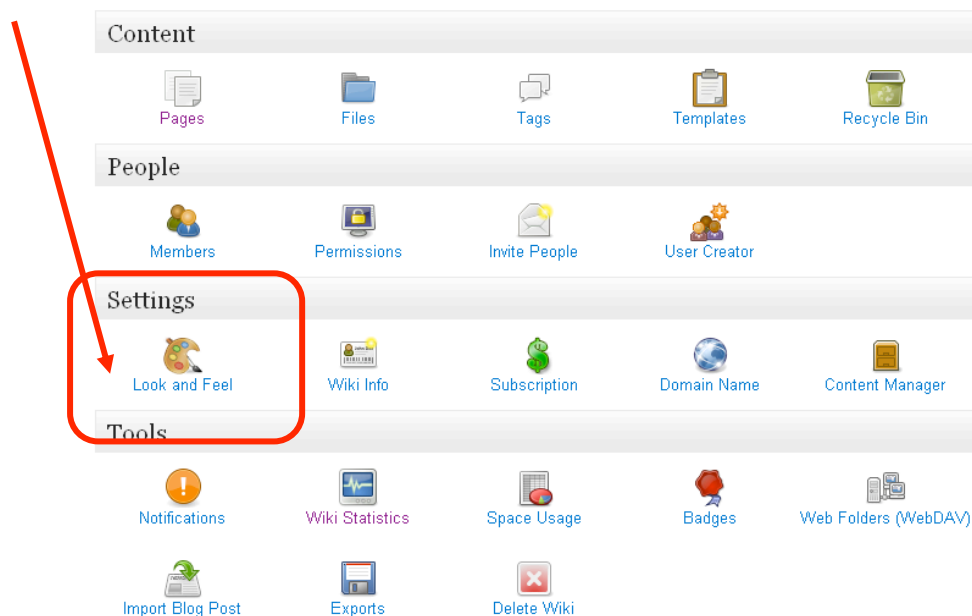 Content
Pages Files Tags Templates Recycle Bin
People
Members Permissions Invite People User Creator
Settings
Look and Feel Wiki Info Subscription Domain Name Content Manager
Tools
Notifications Wiki Statistics Space Usage Badges Web Folders (WebDAV)
Import Blog Post Exports Delete Wiki